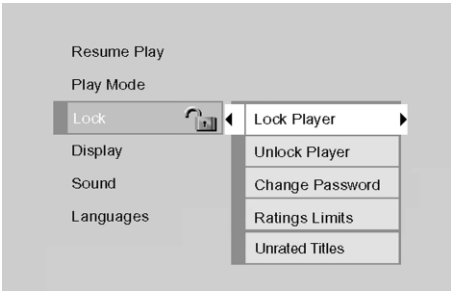 Resume Play
Play Mode
Lock
Display
Sound
Languages
Lock Player
Unlock Player
Change Password
Ratings Limits
Unrated Titles